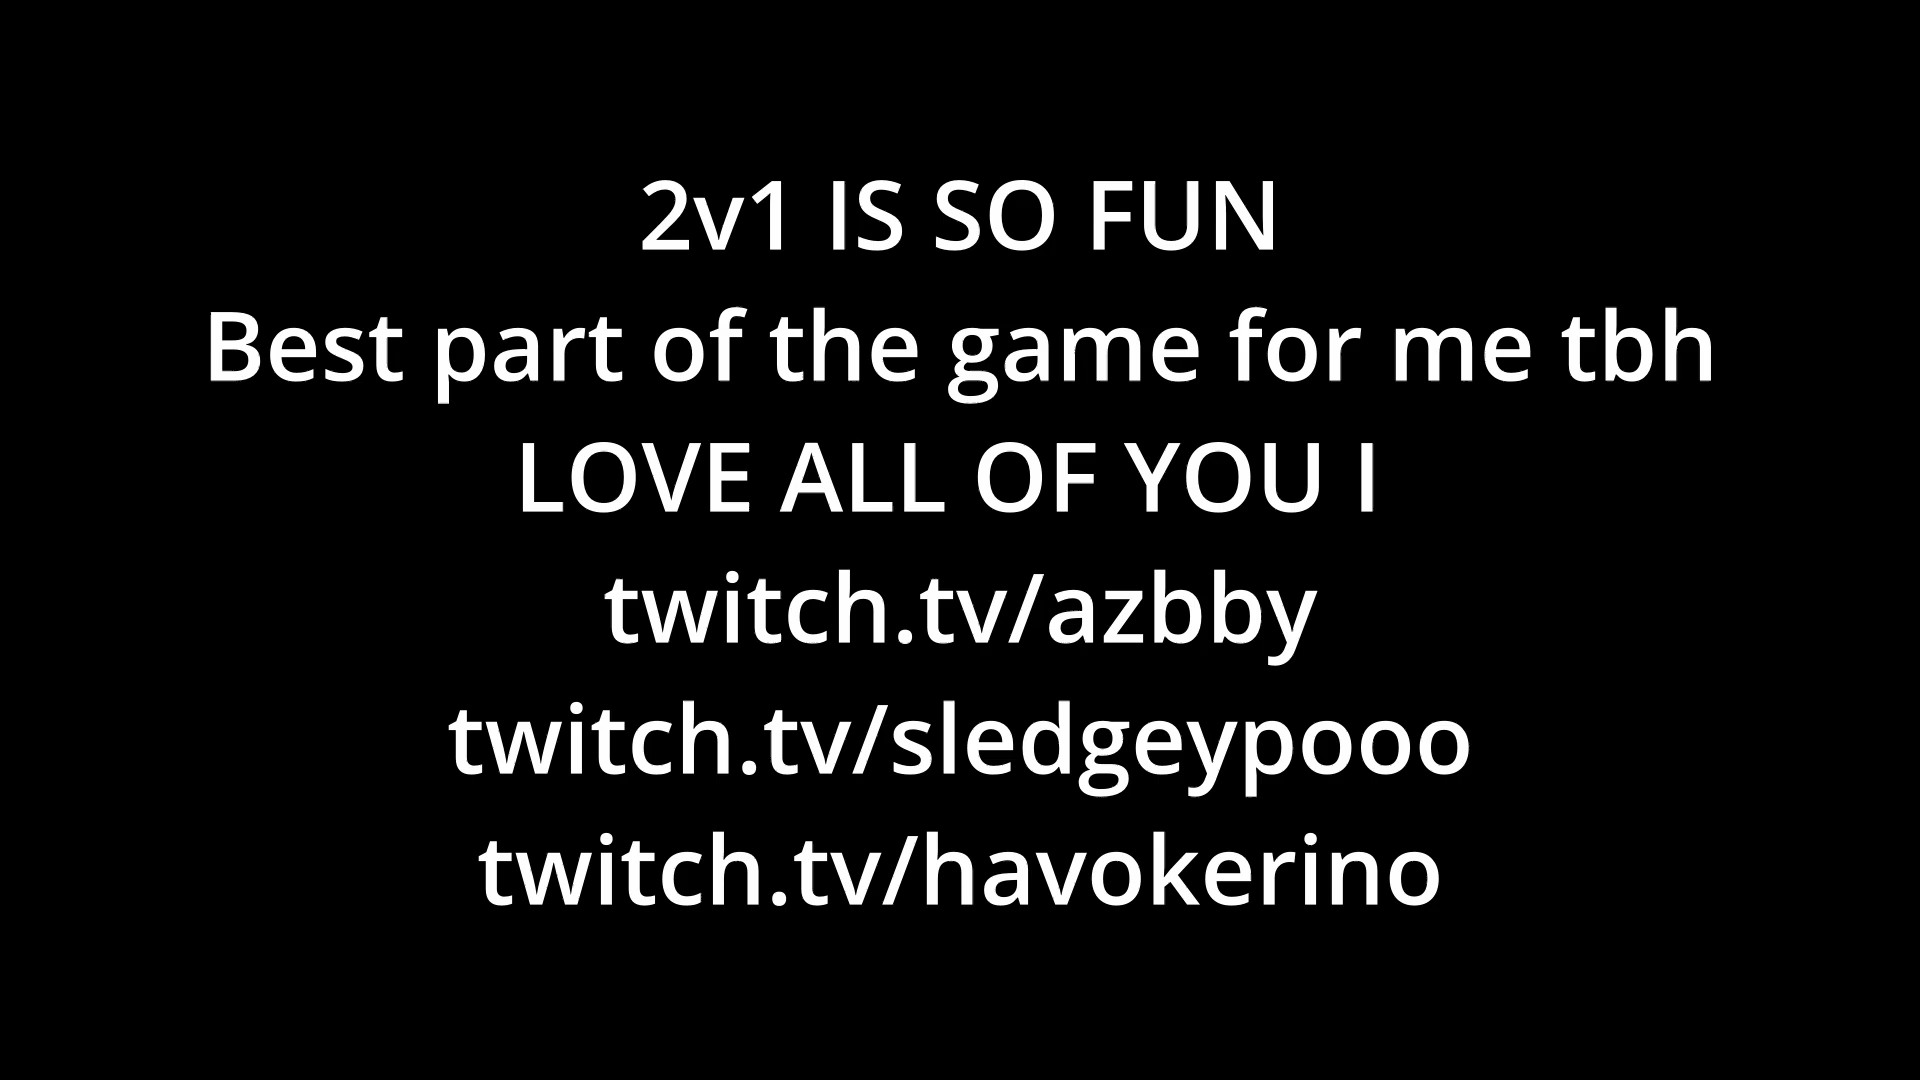 2v1 IS SO FUN
Best part of the game for me tbh
LOVE ALL OF YOU I
twitch.tv/azbby
twitch.tv/sledgeypooo
twitch.tv/havokerino